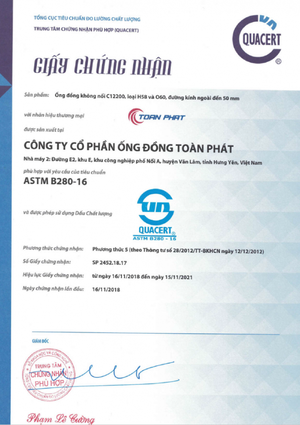 TỔNG CỤC TIÊU CHUẨN ĐO LƯỜNG CHẤT LƯỢNG
TRUNG TÂM CHỨNG NHẬN PHÙ HỢP (QUACERT)
QUACERT
®
GIẤY CHỨNG NHẬN
Sản phẩm: Ống đồng không nối C12200, loại H58 và O60, đường kính ngoài đến 50 mm
với nhãn hiệu thương mại
TOAN PHAT
được sản xuất tại
CÔNG TY CỔ PHẦN ỐNG ĐỒNG TOÀN PHÁT
Nhà máy 2: Đường E2, khu E, khu công nghiệp phố Nối A, huyện Văn Lâm, tỉnh Hưng Yên, Việt Nam
phù hợp với yêu cầu của tiêu chuẩn
ASTM B280-16
và được phép sử dụng Dấu Chất lượng
QUACERT
®
ASTM B280 - 16
Phương thức chứng nhận: Phương thức 5 (theo Thông tư số 28/2012/TT-BKHCN ngày 12/12/2012)
Số Giấy chứng nhận: SP 2452.18.17
Hiệu lực Giấy chứng nhận: từ ngày 16/11/2018 đến ngày 15/11/2021
Ngày chứng nhận lần đầu: 16/11/2018
GIÁM ĐỐC
TRUNG TÂM
CHỨNG NHẬN
PHÙ HỢP
Phạm Lê Cường